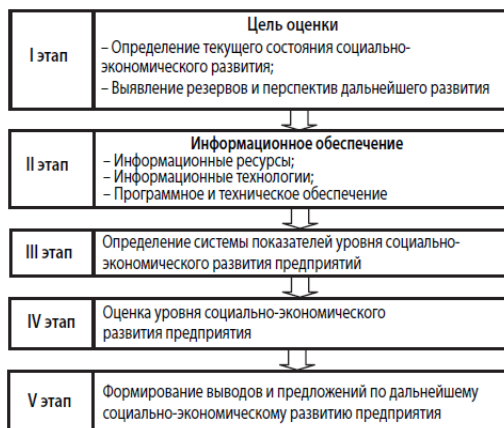 I этап
Цель оценки
– Определение текущего состояния социально-
экономического развития;
– Выявление резервов и перспектив дальнейшего развития
II этап
Информационное обеспечение
– Информационные ресурсы;
– Информационные технологии;
– Программное и техническое обеспечение
III этап
Определение системы показателей уровня социально-
экономического развития предприятий
IV этап
Оценка уровня социально-экономического
развития предприятия
V этап
Формирование выводов и предложений по дальнейшему
социально-экономическому развитию предприятия